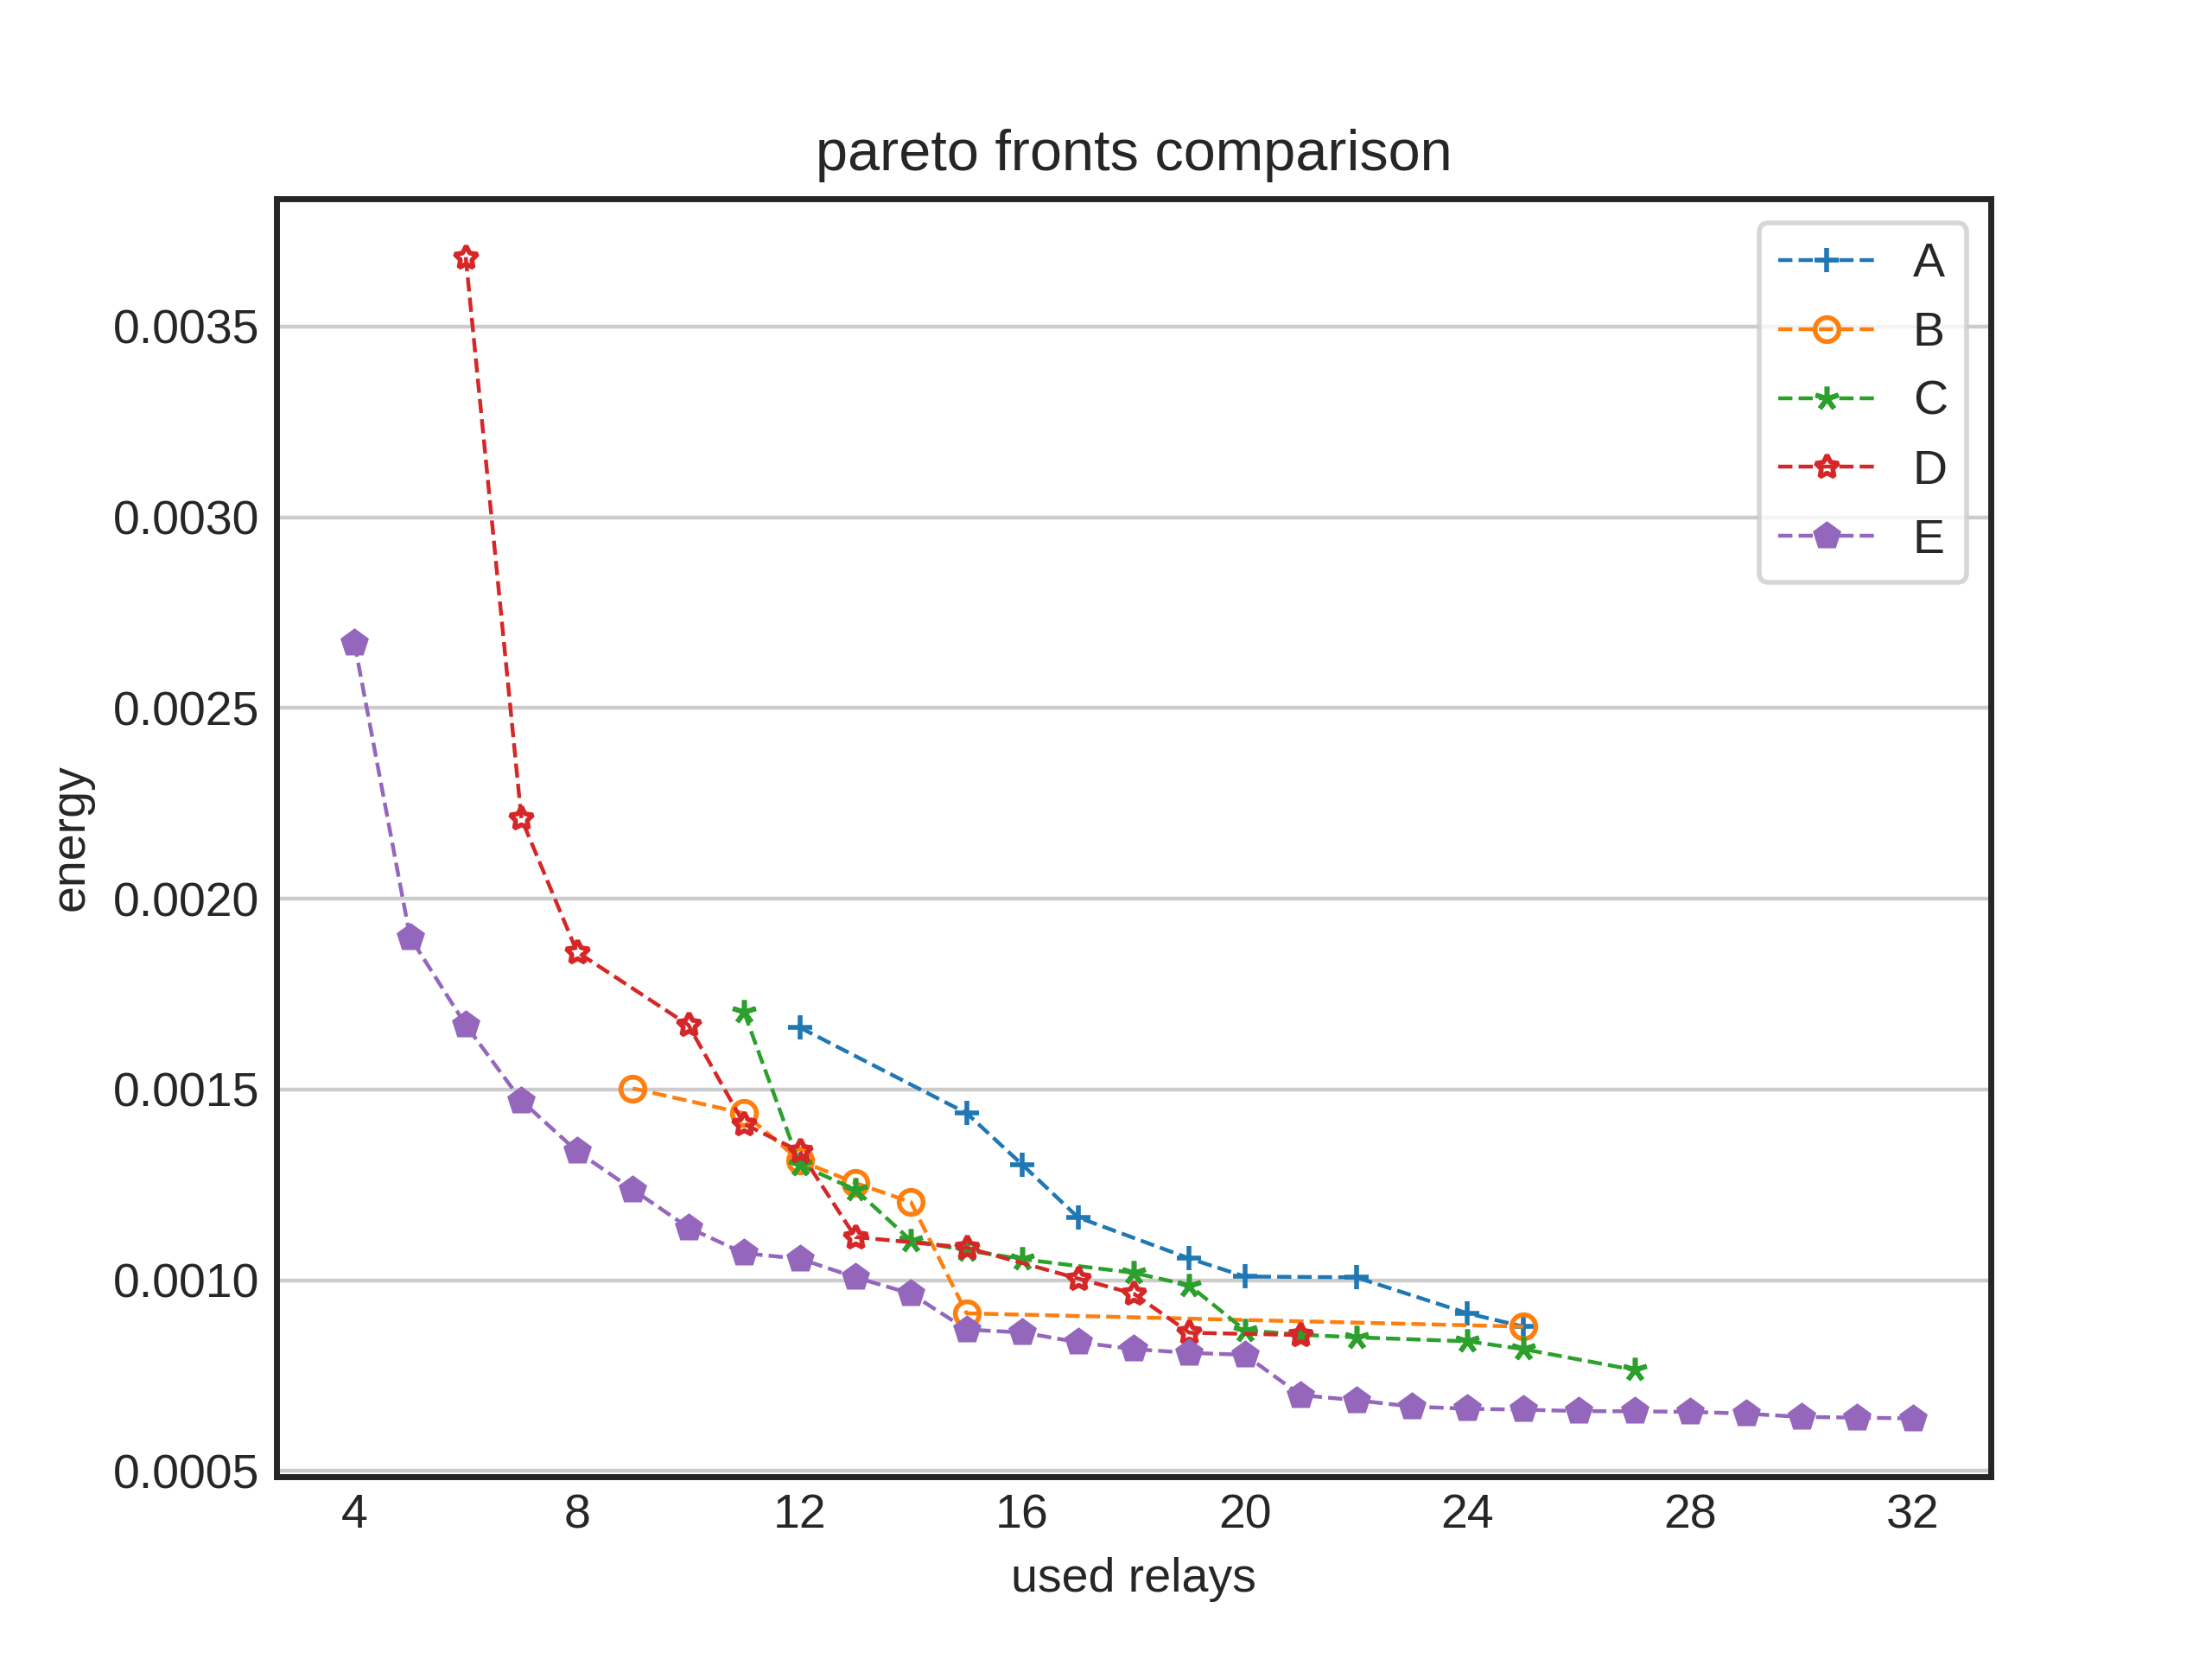 pareto fronts comparison
A
B
C
D
E
0.0035
0.0030
0.0025
0.0020
0.0015
0.0010
0.0005
energy
4 8 12 16 20 24 28 32
used relays